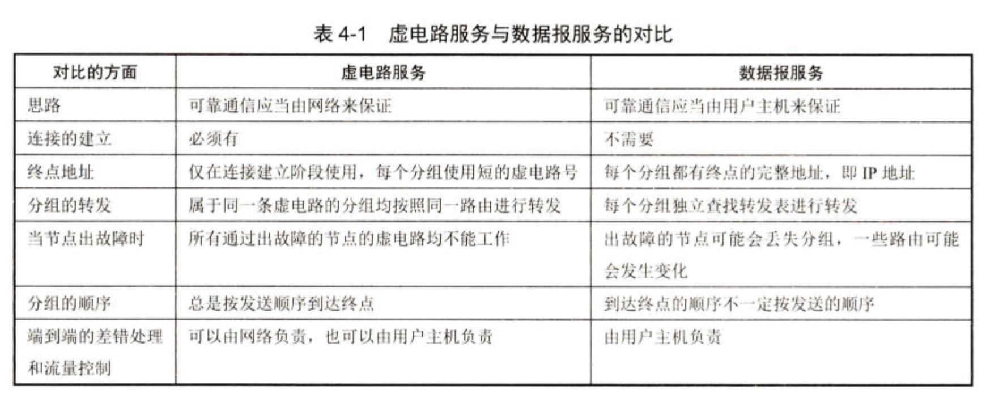 表 4-1 虚电路服务与数据报服务的对比
对比的方面 虚电路服务 数据报服务
思路 可靠通信应当由网络来保证 可靠通信应当由用户主机来保证
连接的建立 必须有 不需要
终点地址 仅在连接建立阶段使用，每个分组使用短的虚电路号 每个分组都有终点的完整地址，即 IP 地址
分组的转发 属于同一条虚电路的分组均按照同一路由进行转发 每个分组独立查找转发表进行转发
当节点出故障时 所有通过出故障的节点的虚电路均不能工作 出故障的节点可能会丢失分组，一些路由可能
会发生变化
分组的顺序 总是按发送顺序到达终点 到达终点的顺序不一定按发送的顺序
端到端的差错处理 可以由网络负责，也可以由用户主机负责 由用户主机负责
和流量控制